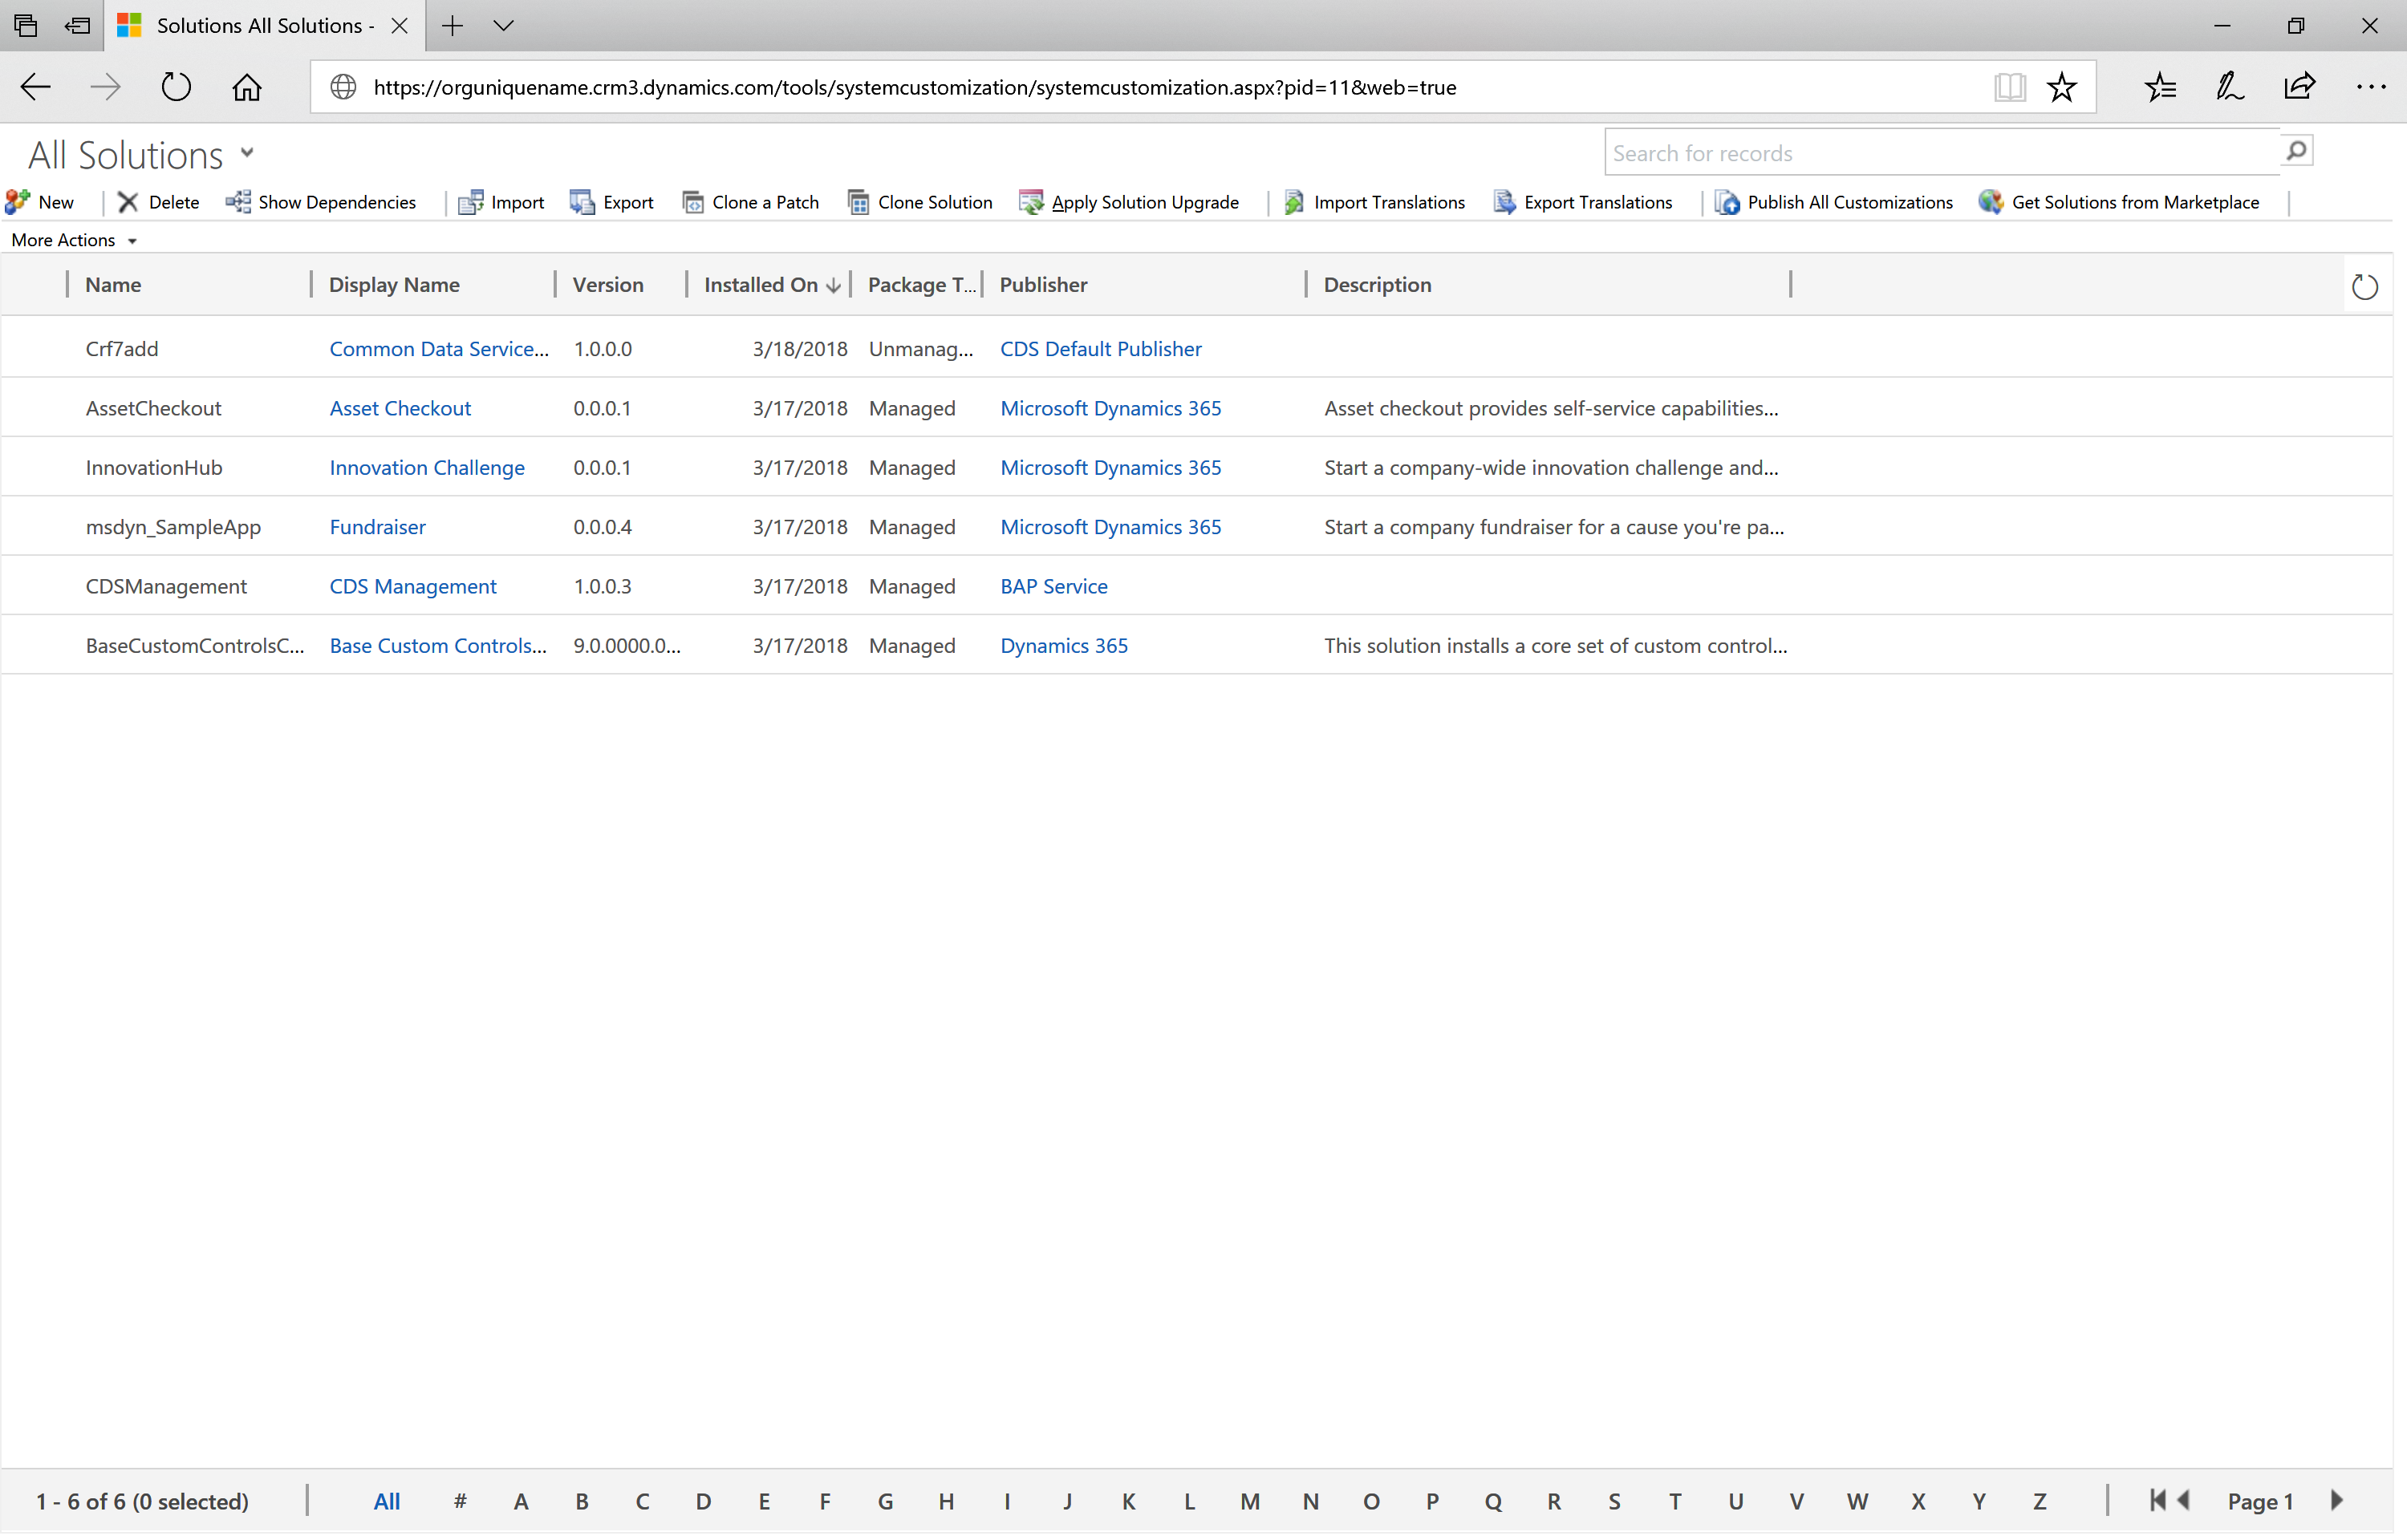 Solutions All Solutions -
https://orguniquename.crm3.dynamics.com/tools/systemcustomization/systemcustomization.aspx?pid=11&web=true
All Solutions
Search for records
New Delete Show Dependencies Import Export Clone a Patch Clone Solution Apply Solution Upgrade Import Translations Export Translations Publish All Customizations Get Solutions from Marketplace
More Actions
Name Display Name Version Installed On Package T... Publisher Description
Crf7add Common Data Service... 1.0.0.0 3/18/2018 Unmanag... CDS Default Publisher
AssetCheckout Asset Checkout 0.0.0.1 3/17/2018 Managed Microsoft Dynamics 365 Asset checkout provides self-service capabilities...
InnovationHub Innovation Challenge 0.0.0.1 3/17/2018 Managed Microsoft Dynamics 365 Start a company-wide innovation challenge and...
msdyn_SampleApp Fundraiser 0.0.0.4 3/17/2018 Managed Microsoft Dynamics 365 Start a company fundraiser for a cause you're pa...
CDSManagement CDS Management 1.0.0.3 3/17/2018 Managed BAP Service
BaseCustomControlsC... Base Custom Controls... 9.0.0000.0... 3/17/2018 Managed Dynamics 365 This solution installs a core set of custom control...
1 - 6 of 6 (0 selected) All # A B C D E F G H I J K L M N O P Q R S T U V W X Y Z Page 1